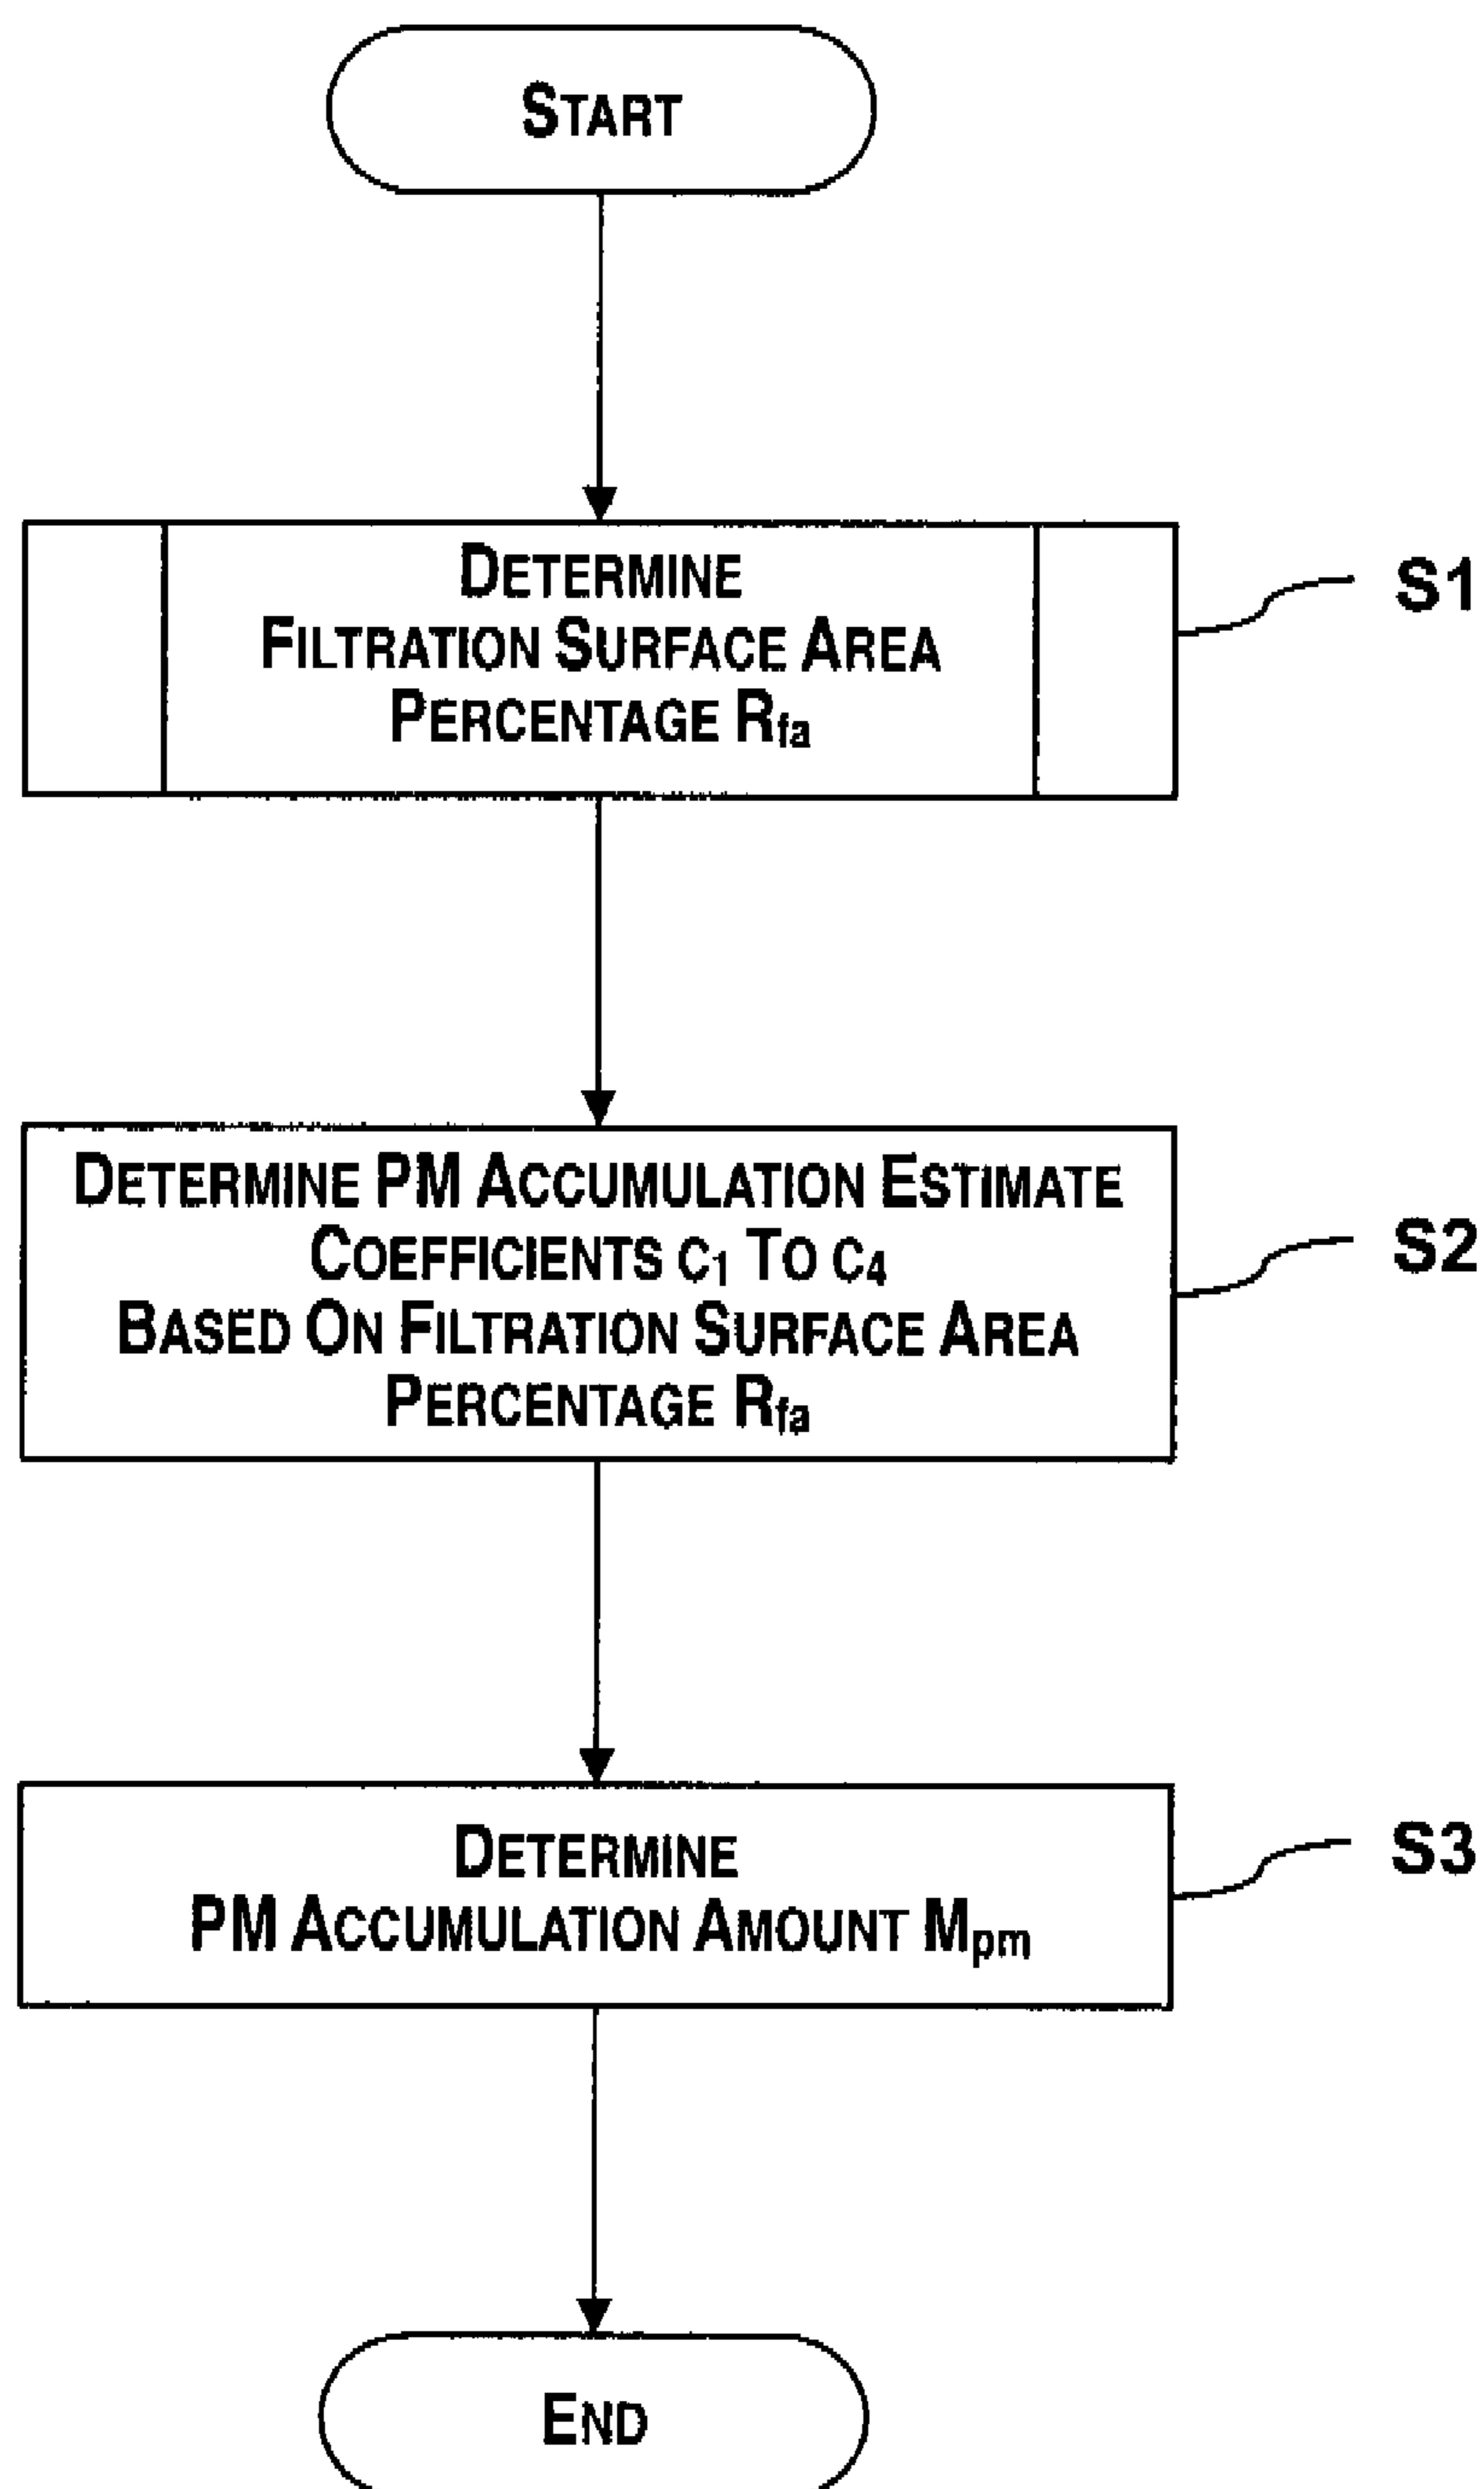 START
DETERMINE
FILTRATION SURFACE AREA
PERCENTAGE Rfa
S1
DETERMINE PM ACCUMULATION ESTIMATE
COEFFICIENTS C1 TO C4
BASED ON FILTRATION SURFACE AREA
PERCENTAGE Rfa
S2
DETERMINE
PM ACCUMULATION AMOUNT Mpm
S3
END